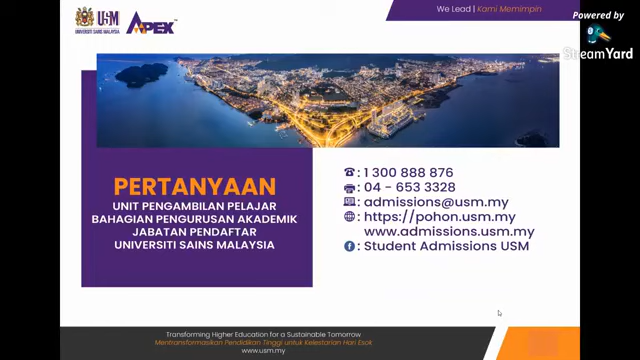 USM
UNIVERSITI SAINS MALAYSIA
APEX
We Lead | Kami Memimpin
Powered by
StreamYard
PERTANYAAN
UNIT PENGAMBILAN PELAJAR
BAHAGIAN PENGURUSAN AKADEMIK
JABATAN PENDAFTAR
UNIVERSITI SAINS MALAYSIA
: 1 300 888 876
: 04 - 653 3328
: admissions@usm.my
: https://pohon.usm.my
www.admissions.usm.my
: Student Admissions USM
Transforming Higher Education for a Sustainable Tomorrow
Mentransformasikan Pendidikan Tinggi untuk Kelestarian Hari Esok
www.usm.my